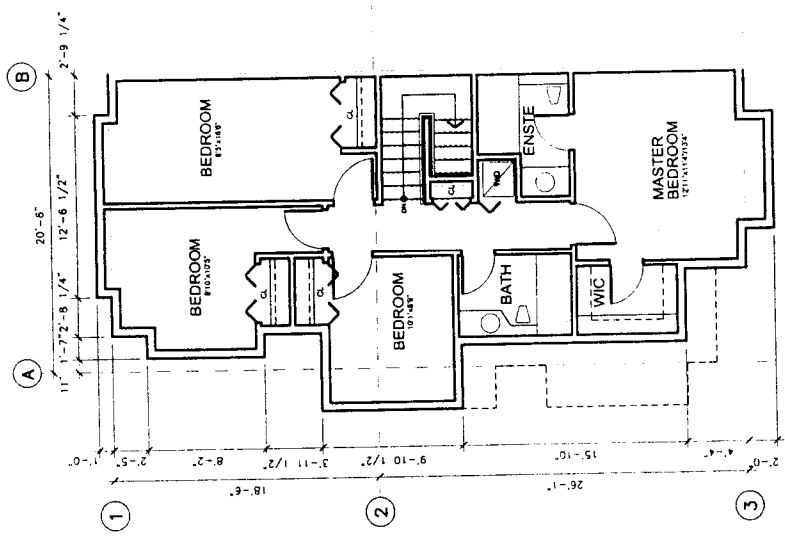 B
2'-9 1/4"
20'-6"
12'-6 1/2"
2'-8 1/4"
1'-7"
11"
A
1
2
3
1'-0"
2'-5"
8'-2"
3'-11 1/2"
9'-10 1/2"
15'-10"
4'-4"
2'-0"
18'-6"
26'-1"
BEDROOM
CL
BEDROOM
CL
CL
BEDROOM
DN
CL
W/D
ENSTE
BATH
WIC
MASTER
BEDROOM